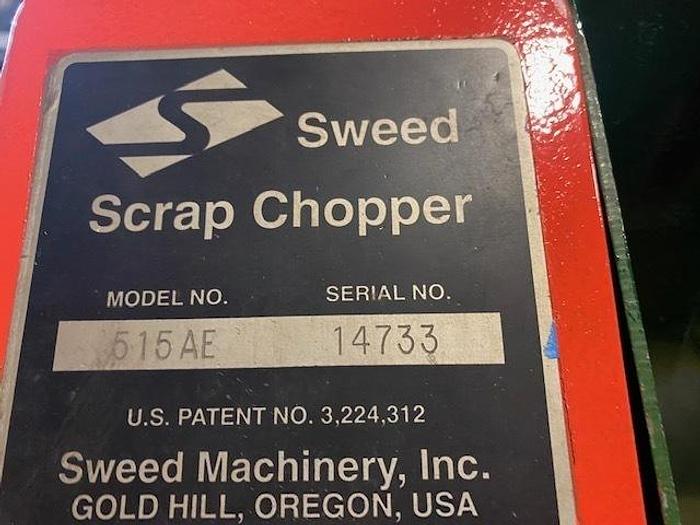 Sweed
Scrap Chopper
MODEL NO. SERIAL NO.
515AE 14733
U.S. PATENT NO. 3,224,312
Sweed Machinery, Inc.
GOLD HILL, OREGON, USA